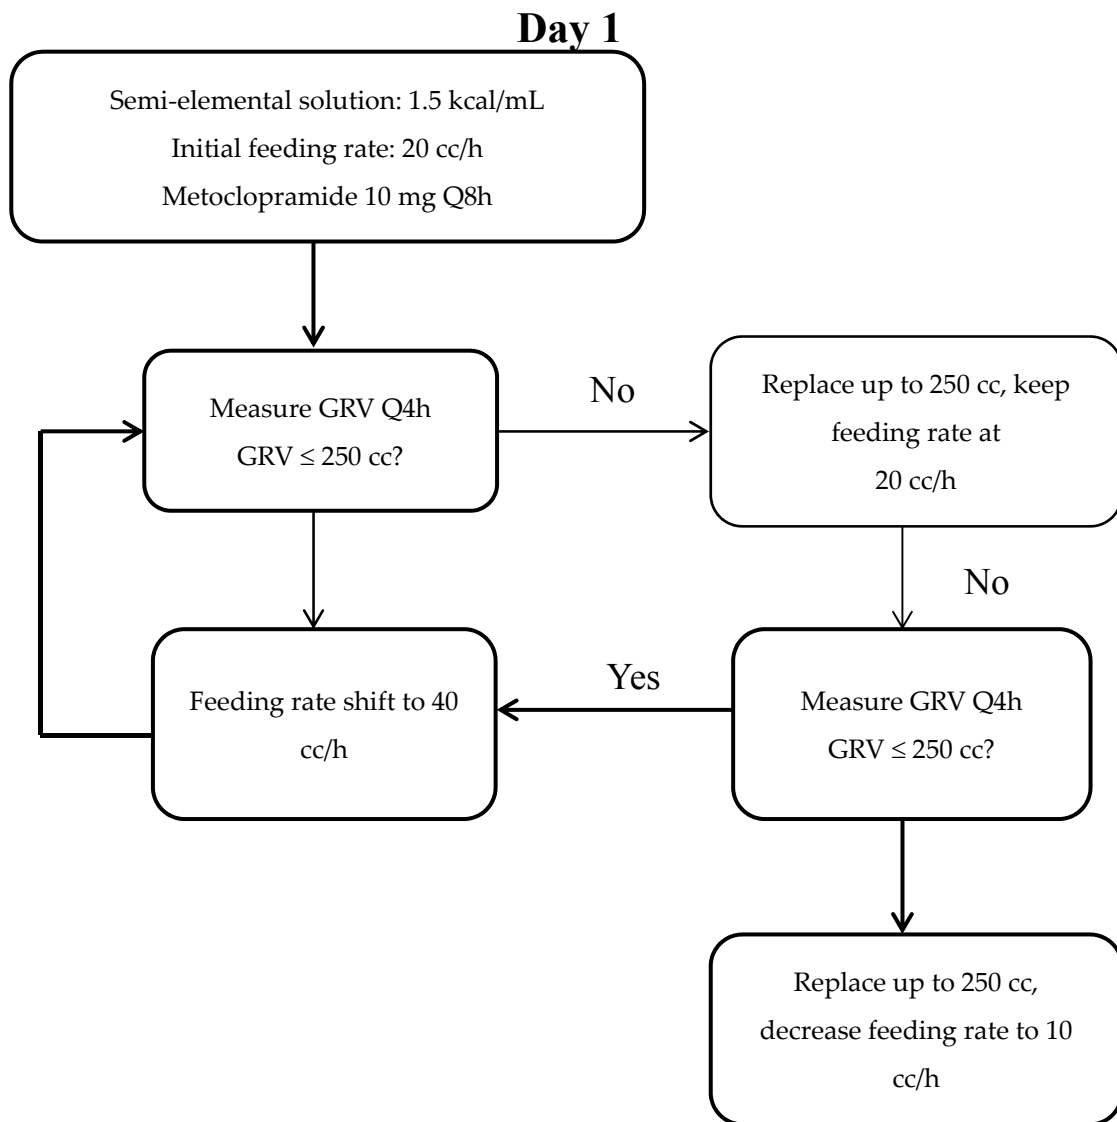 Day 1
Semi-elemental solution: 1.5 kcal/mL
Initial feeding rate: 20 cc/h
Metoclopramide 10 mg Q8h
Measure GRV Q4h
GRV ≤ 250 cc?
No
Replace up to 250 cc, keep
feeding rate at
20 cc/h
No
Feeding rate shift to 40
cc/h
Yes
Measure GRV Q4h
GRV ≤ 250 cc?
Replace up to 250 cc,
decrease feeding rate to 10
cc/h